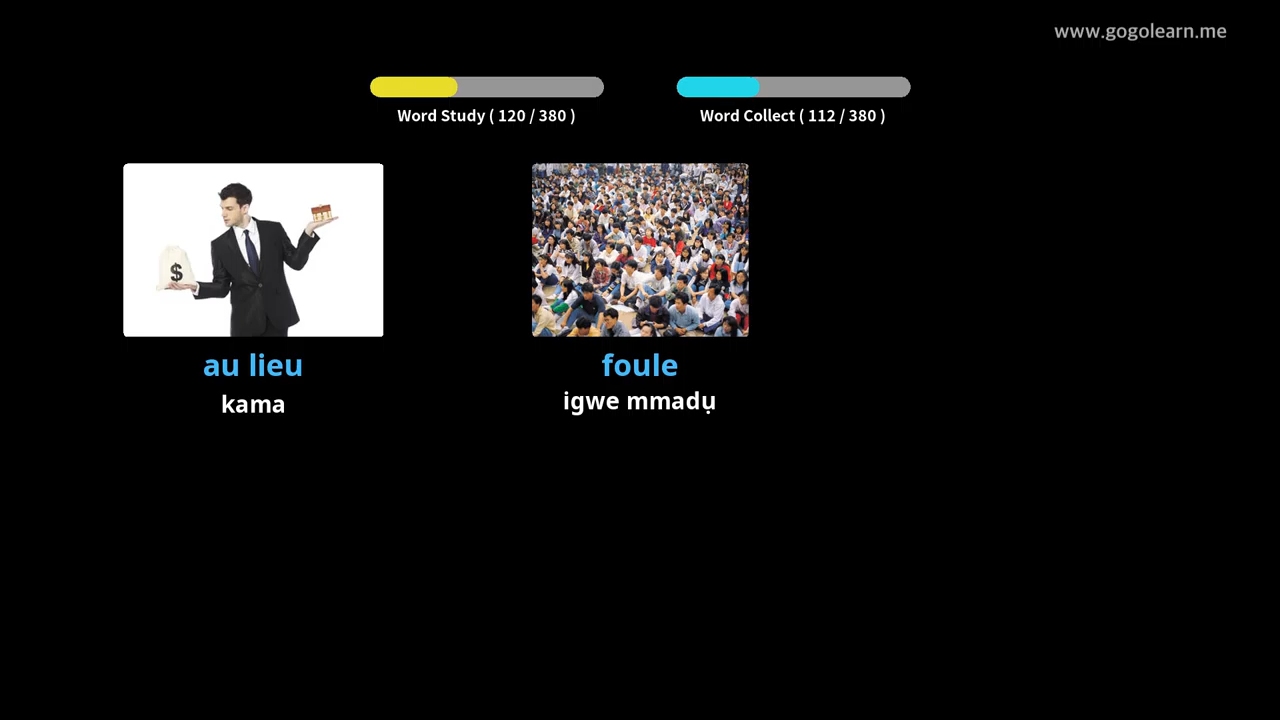 www.gogolearn.me
Word Study ( 120 / 380 )
Word Collect ( 112 / 380 )
$
au lieu
foule
kama
igwe mmadụ